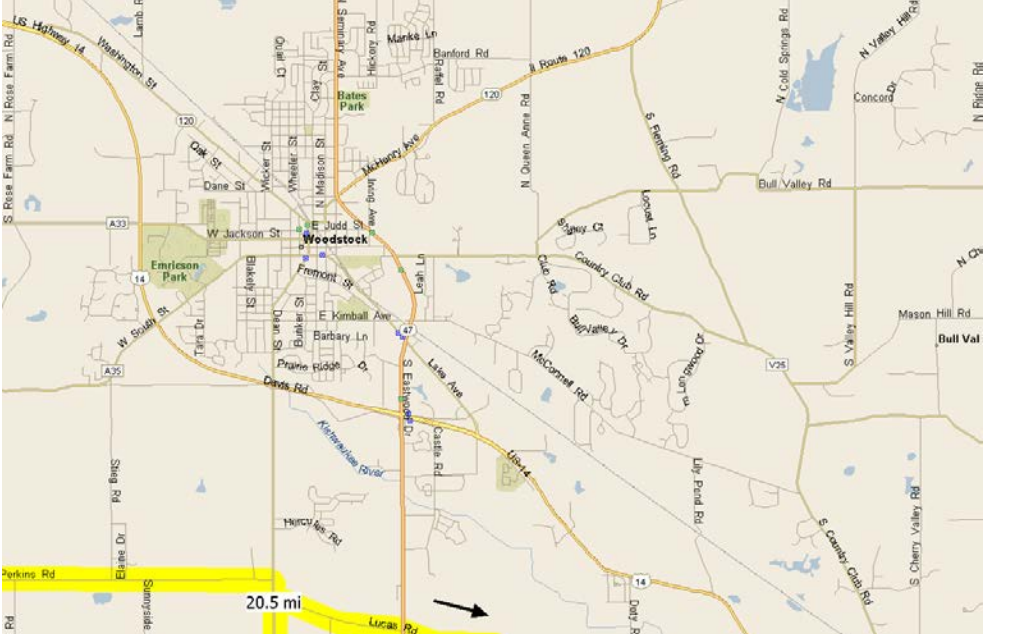 US Highway 14
Lamb R
N Rose Farm Rd
Washington St
Quail Ct
Clay St
N Seminary Ave
Hickory Rd
Manke Ln
Raffel Rd
Banford Rd
Il Route 120
N Cold Springs Rd
N Valley Hill Rd
N Ridge Rd
Concord Dr
Bates
Park
120
120
N Queen Anne Rd
S Fleming Rd
S Rose Farm Rd
Oak St
McHenry Ave
Wicker St
Wheeler St
N Madison St
Irving Ave
Dane St
Bull Valley Rd
Locust Ln
A33
W Jackson St
E Judd St
Woodstock
Emricson
Park
Fremont St
Leah Ln
Club Rd
Country Club Rd
N Ch
14
Blakely St
Dean St
Bunker St
E Kimball Ave
Barbary Ln
47
Bull Valley Dr
S Valley Hill Rd
Mason Hill Rd
Bull Val
W South St
Tara Dr
A35
Prairie Ridge Dr
Davis Rd
S Eastwood Dr
Lake Ave
McConnell Rd
V25
Kishwaukee River
Castle Rd
US-14
Stieg Rd
Lily Pond Rd
Hercules Rd
Elaine Dr
S Country Club Rd
S Cherry Valley Rd
Perkins Rd
Sunnyside
20.5 mi
14
Doty Rd
Rd
Lucas Rd